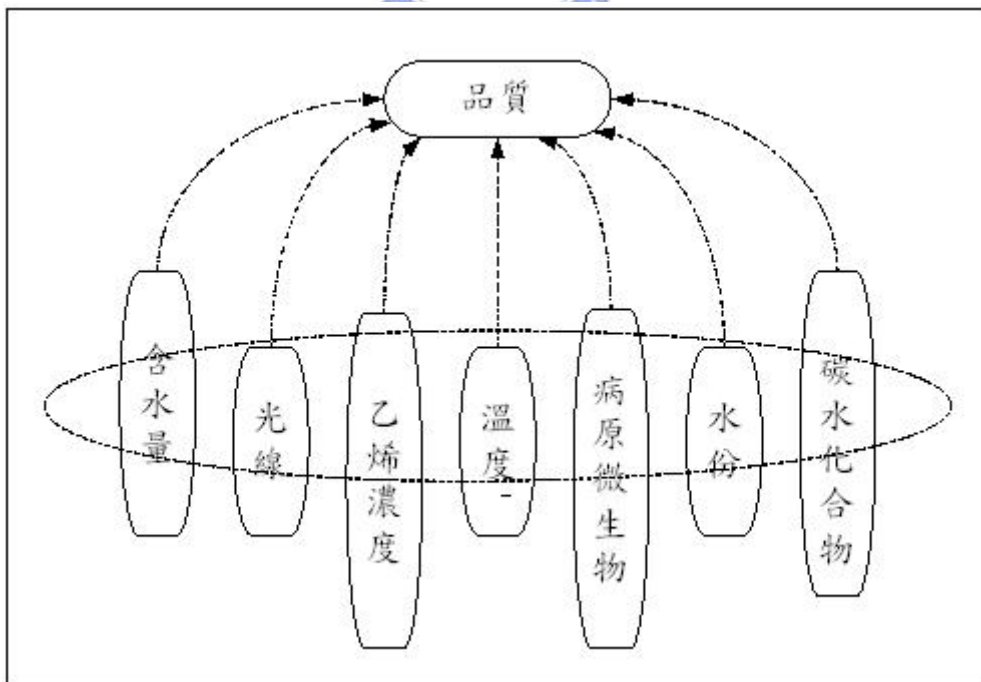 品質
含水量
光線
乙烯濃度
溫度
病原微生物
水份
碳水化合物